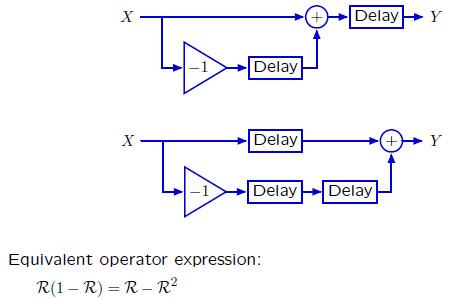 X + Delay Y
−1 Delay
X Delay + Y
−1 Delay Delay
Equivalent operator expression:
ℛ(1 − ℛ) = ℛ − ℛ²